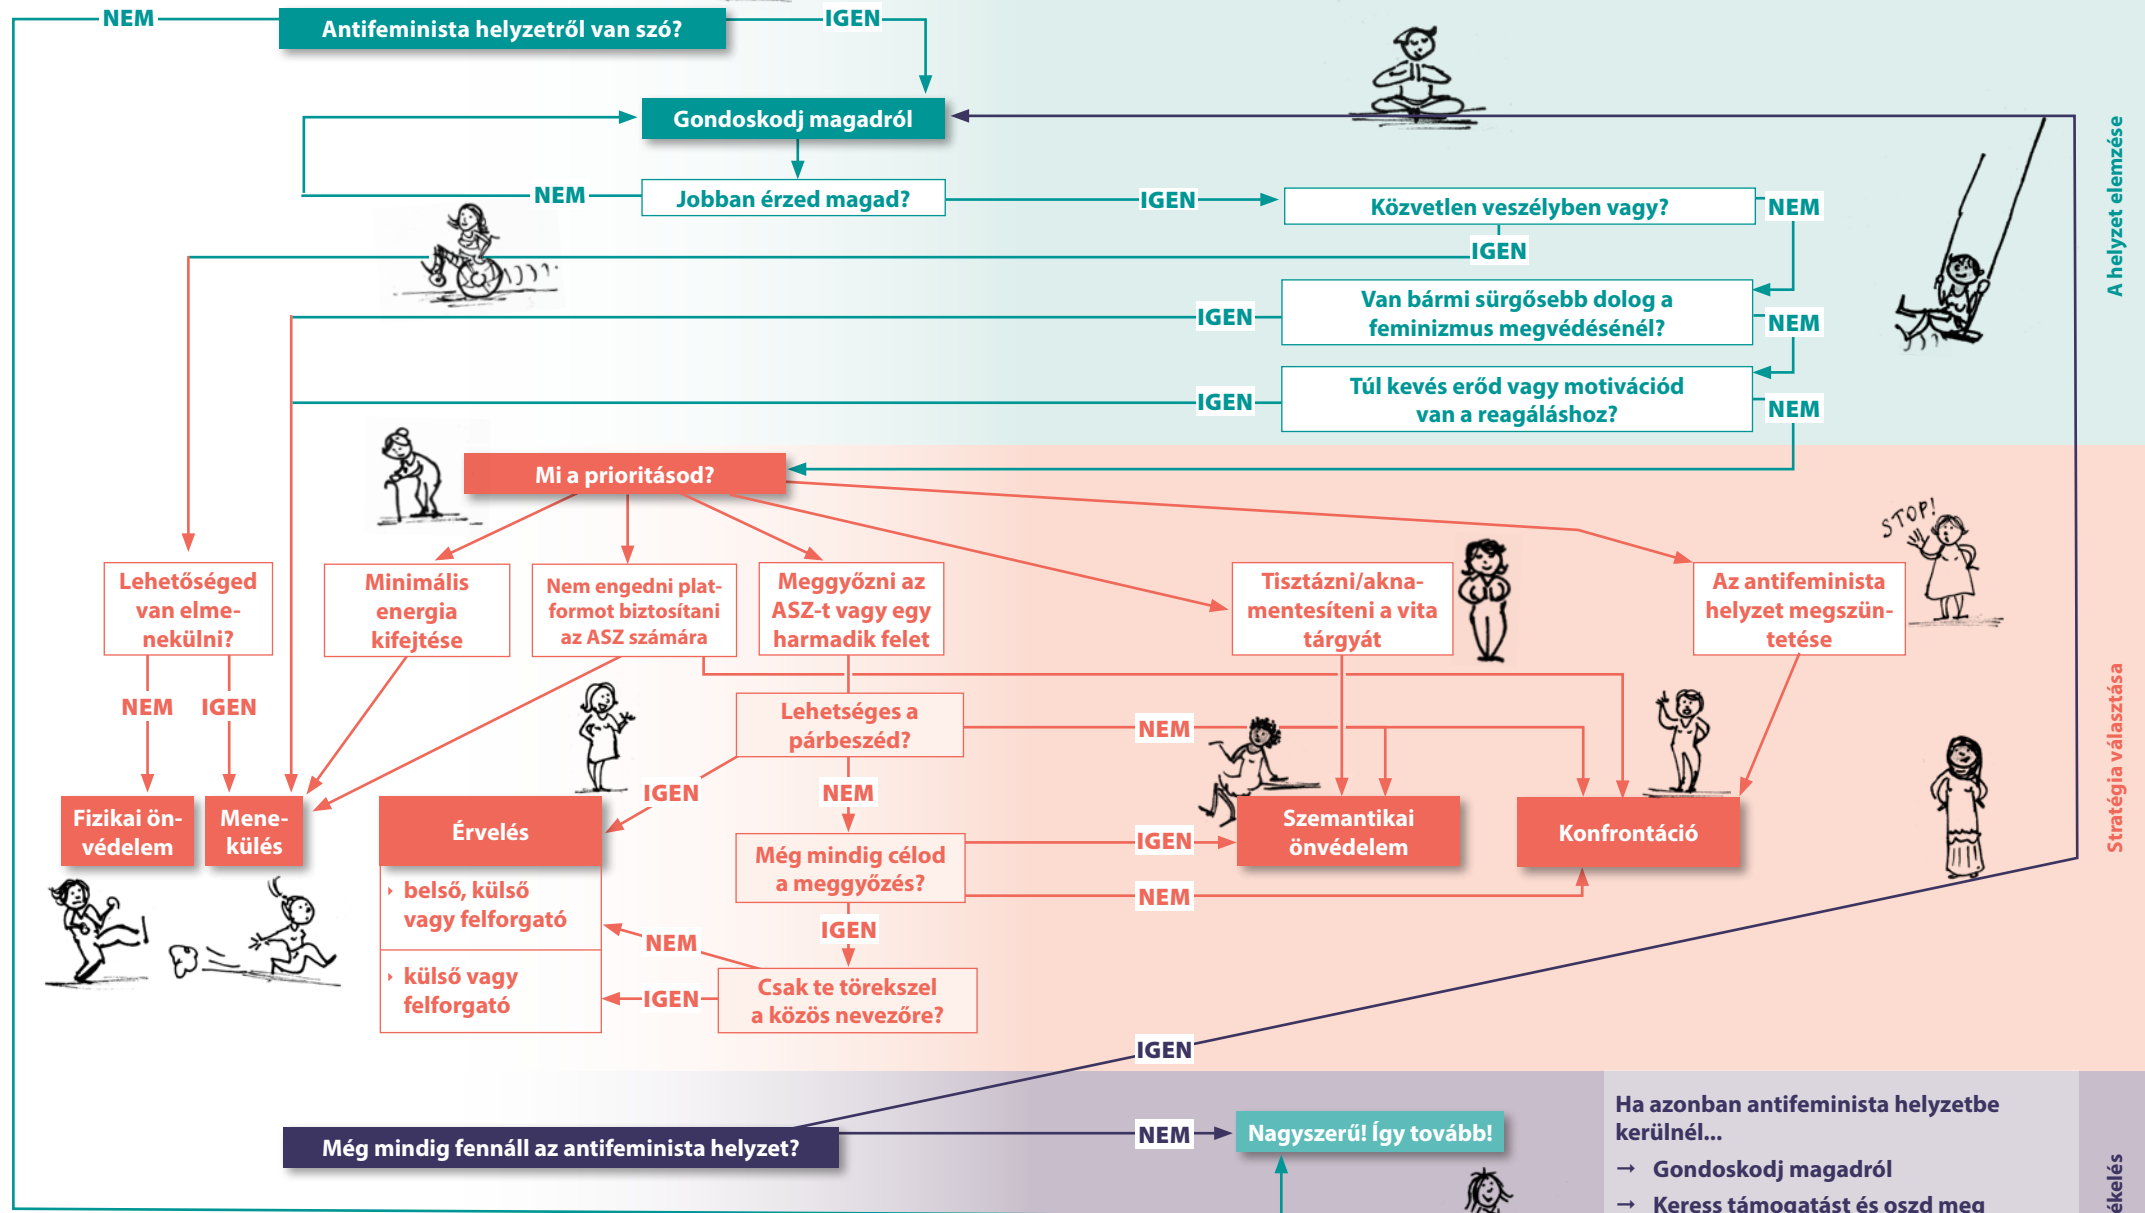 NEM
Antifeminista helyzetről van szó?
IGEN
Gondoskodj magadról
NEM
Jobban érzed magad?
IGEN
Közvetlen veszélyben vagy?
NEM
IGEN
Van bármi sürgősebb dolog a
feminizmus megvédésénél?
IGEN
NEM
Túl kevés erőd vagy motivációd
van a reagáláshoz?
IGEN
NEM
A helyzet elemzése
Mi a prioritásod?
STOP!
Lehetőséged
van elme-
nekülni?
Minimális
energia
kifejtése
Nem engedni plat-
formot biztosítani
az ASZ számára
Meggyőzni az
ASZ-t vagy egy
harmadik felet
Tisztázni/akna-
mentesíteni a vita
tárgyát
Az antifeminista
helyzet megszün-
tetése
NEM
IGEN
Lehetséges a
párbeszéd?
NEM
IGEN
NEM
Fizikai ön-
védelem
Mene-
külés
Érvelés
Szemantikai
önvédelem
Konfrontáció
Még mindig célod
a meggyőzés?
IGEN
NEM
belső, külső
vagy felforgató
IGEN
NEM
külső vagy
felforgató
IGEN
Csak te törekszel
a közös nevezőre?
Stratégia választása
IGEN
Még mindig fennáll az antifeminista helyzet?
NEM
Nagyszerű! Így tovább!
Ha azonban antifeminista helyzetbe
kerülnél...
→ Gondoskodj magadról
→ Keress támogatást és oszd meg
ékelés